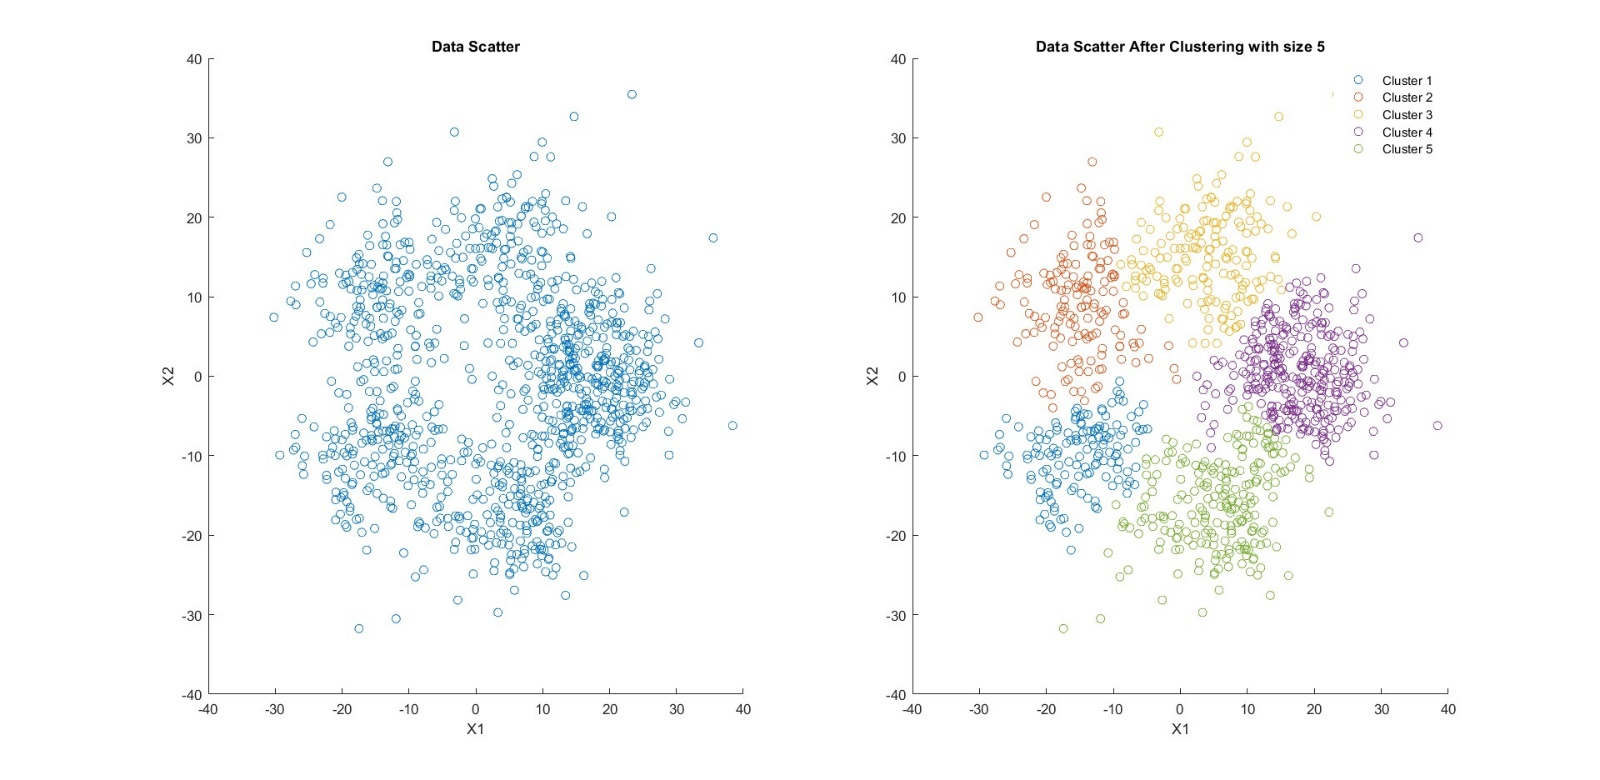 Data Scatter
40
30
20
10
0
-10
-20
-30
-40
X2
-40 -30 -20 -10 0 10 20 30 40
X1
Data Scatter After Clustering with size 5
Cluster 1
Cluster 2
Cluster 3
Cluster 4
Cluster 5
40
30
20
10
0
-10
-20
-30
-40
X2
-40 -30 -20 -10 0 10 20 30 40
X1